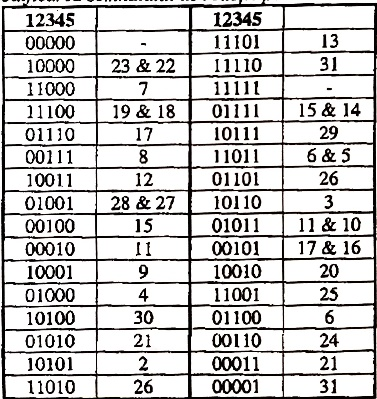 12345 12345
00000 - 11101 13
10000 23 & 22 11110 31
11000 7 11111 -
11100 19 & 18 01111 15 & 14
01110 17 10111 29
00111 8 11011 6 & 5
10011 12 01101 26
01001 28 & 27 10110 3
00100 15 01011 11 & 10
00010 11 00101 17 & 16
10001 9 10010 20
01000 4 11001 25
10100 30 01100 6
01010 21 00110 24
10101 2 00011 21
11010 26 00001 31